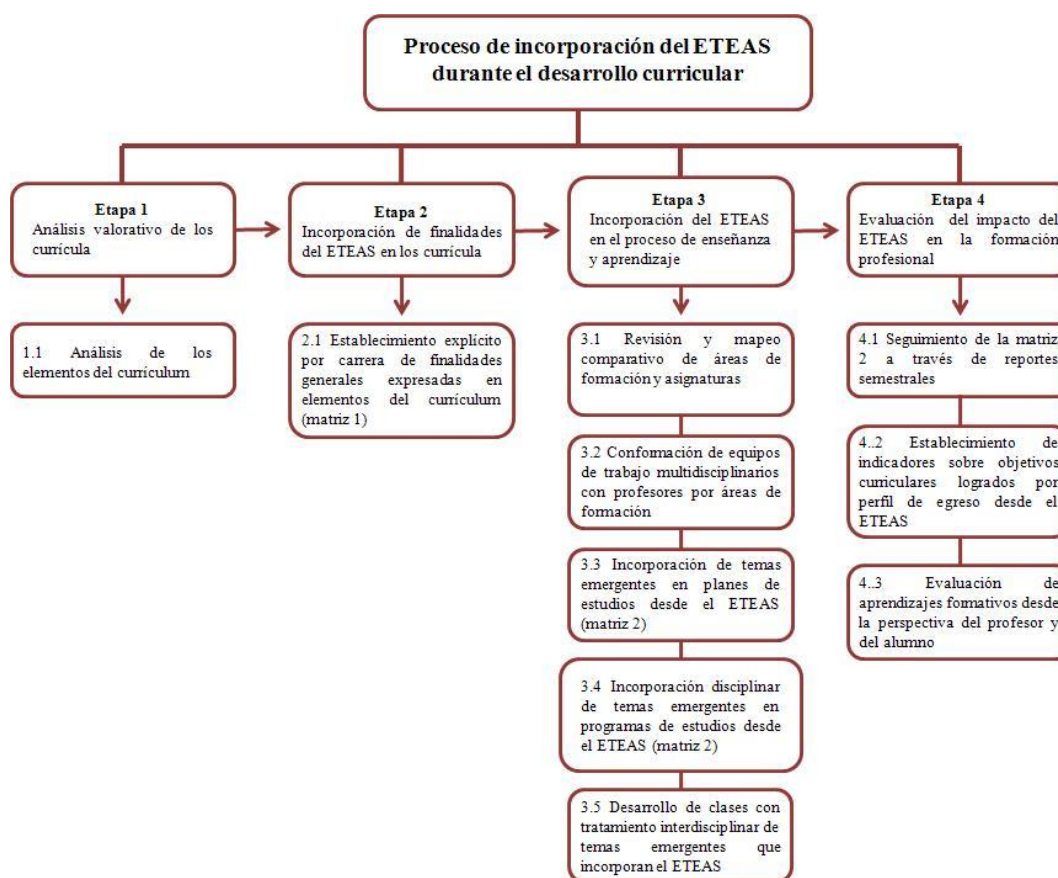 Proceso de incorporación del ETEAS
durante el desarrollo curricular
Etapa 1
Análisis valorativo de los
currícula
Etapa 2
Incorporación de finalidades
del ETEAS en los currícula
Etapa 3
Incorporación del ETEAS
en el proceso de enseñanza
y aprendizaje
Etapa 4
Evaluación del impacto del
ETEAS en la formación
profesional
1.1 Análisis de los
elementos del currículum
2.1 Establecimiento explícito
por carrera de finalidades
generales expresadas en
elementos del currículum
(matriz 1)
3.1 Revisión y mapeo
comparativo de áreas de
formación y asignaturas
3.2 Conformación de equipos
de trabajo multidisciplinarios
con profesores por áreas de
formación
3.3 Incorporación de temas
emergentes en planes de
estudios desde el ETEAS
(matriz 2)
3.4 Incorporación disciplinar
de temas emergentes en
programas de estudios desde
el ETEAS (matriz 2)
3.5 Desarrollo de clases con
tratamiento interdisciplinar de
temas emergentes que
incorporan el ETEAS
4.1 Seguimiento de la matriz
2 a través de reportes
semestrales
4..2 Establecimiento de
indicadores sobre objetivos
curriculares logrados por
perfil de egreso desde el
ETEAS
4..3 Evaluación de
aprendizajes formativos desde
la perspectiva del profesor y
del alumno